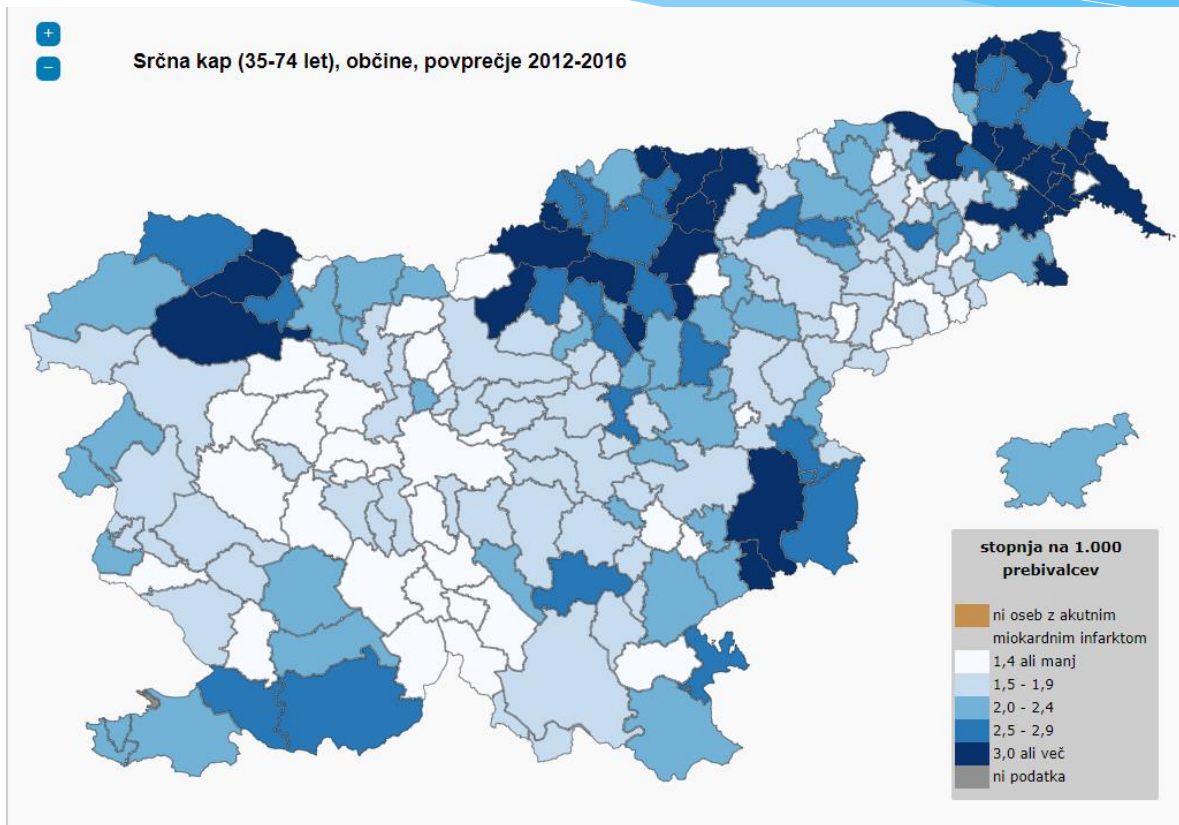 +
−
Srčna kap (35-74 let), občine, povprečje 2012-2016
stopnja na 1.000
prebivalcev
ni oseb z akutnim
miokardnim infarktom
1,4 ali manj
1,5 - 1,9
2,0 - 2,4
2,5 - 2,9
3,0 ali več
ni podatka